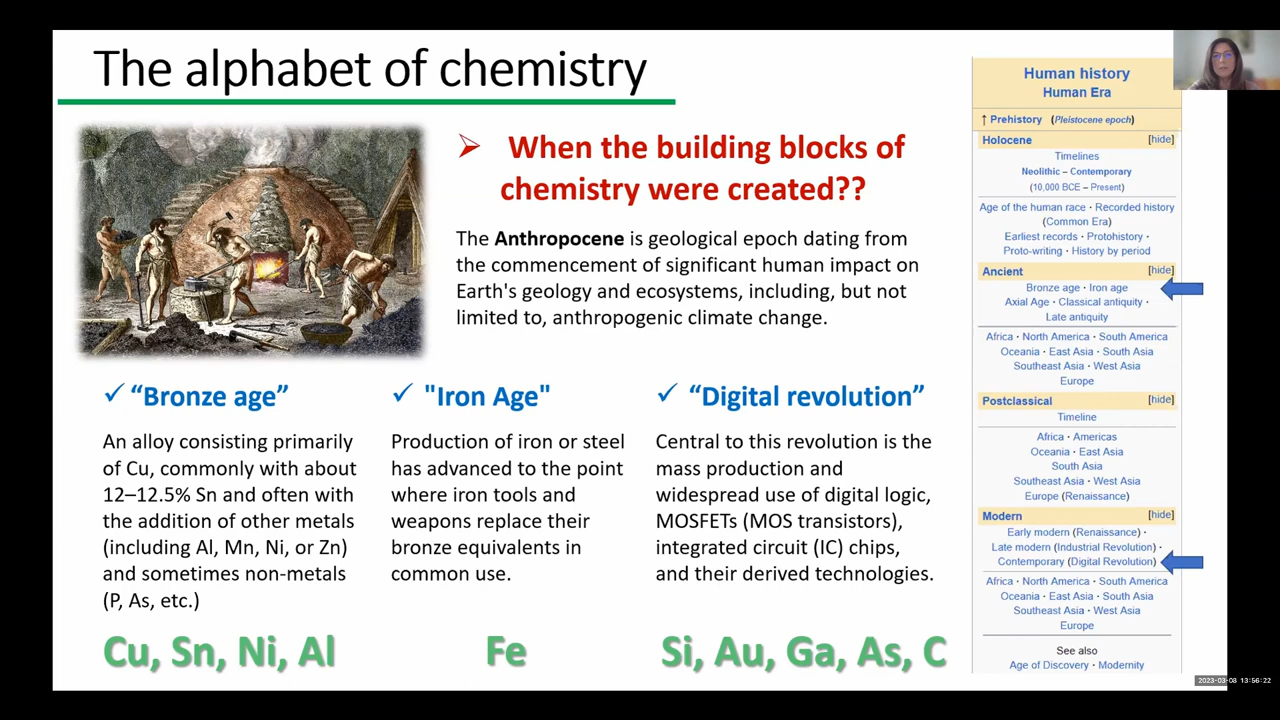 The alphabet of chemistry
➢ When the building blocks of
chemistry were created??
The Anthropocene is geological epoch dating from
the commencement of significant human impact on
Earth's geology and ecosystems, including, but not
limited to, anthropogenic climate change.
✓ “Bronze age”
An alloy consisting primarily
of Cu, commonly with about
12–12.5% Sn and often with
the addition of other metals
(including Al, Mn, Ni, or Zn)
and sometimes non-metals
(P, As, etc.)
Cu, Sn, Ni, Al
✓ "Iron Age"
Production of iron or steel
has advanced to the point
where iron tools and
weapons replace their
bronze equivalents in
common use.
Fe
✓ “Digital revolution”
Central to this revolution is the
mass production and
widespread use of digital logic,
MOSFETs (MOS transistors),
integrated circuit (IC) chips,
and their derived technologies.
Si, Au, Ga, As, C
Human history
Human Era
↑ Prehistory (Pleistocene epoch)
Holocene [hide]
Timelines
Neolithic – Contemporary
(10,000 BCE – Present)
Age of the human race · Recorded history
(Common Era)
Earliest records · Protohistory ·
Proto-writing · History by period
Ancient [hide]
Bronze age · Iron age
Axial Age · Classical antiquity ·
Late antiquity
Africa · North America · South America
Oceania · East Asia · South Asia
Southeast Asia · West Asia
Europe
Postclassical [hide]
Timeline
Africa · Americas
Oceania · East Asia
South Asia
Southeast Asia · West Asia
Europe (Renaissance)
Modern [hide]
Early modern (Renaissance) ·
Late modern (Industrial Revolution) ·
Contemporary (Digital Revolution)
Africa · North America · South America
Oceania · East Asia · South Asia
Southeast Asia · West Asia
Europe
See also
Age of Discovery · Modernity
2023-03-08 13:56:22